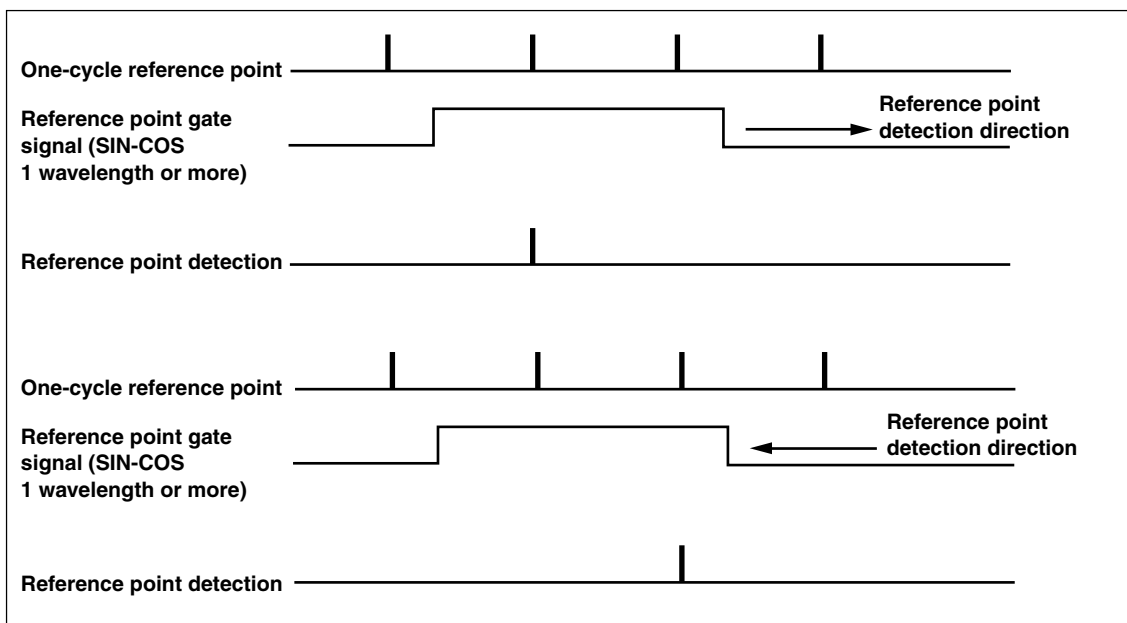 One-cycle reference point
Reference point gate
signal (SIN-COS
1 wavelength or more)
Reference point
detection direction
Reference point detection
One-cycle reference point
Reference point gate
signal (SIN-COS
1 wavelength or more)
Reference point
detection direction
Reference point detection